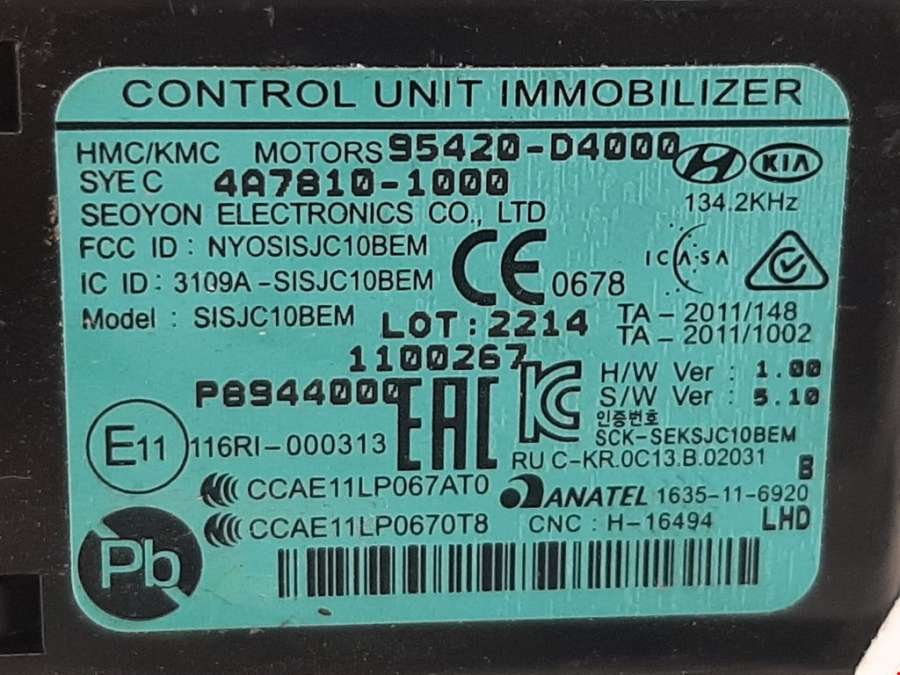 CONTROL UNIT IMMOBILIZER
HMC/KMC MOTORS 95420-D4000 KIA
SYE C 4A7810-1000
134.2KHz
SEOYON ELECTRONICS CO., LTD
FCC ID : NYOSISJC10BEM
IC ID : 3109A-SISJC10BEM
CE 0678
ICASA
Model : SISJC10BEM
LOT:2214
TA - 2011/148
TA - 2011/1002
1100267
P8944000
EAC
H/W Ver : 1.00
S/W Ver : 5.10
인증번호
SCK-SEKSJC10BEM
E11 116RI-000313
RU C-KR.0C13.B.02031
B
CCAE11LP067AT0
ANATEL 1635-11-6920
CCAE11LP0670T8
CNC : H-16494 LHD
Pb